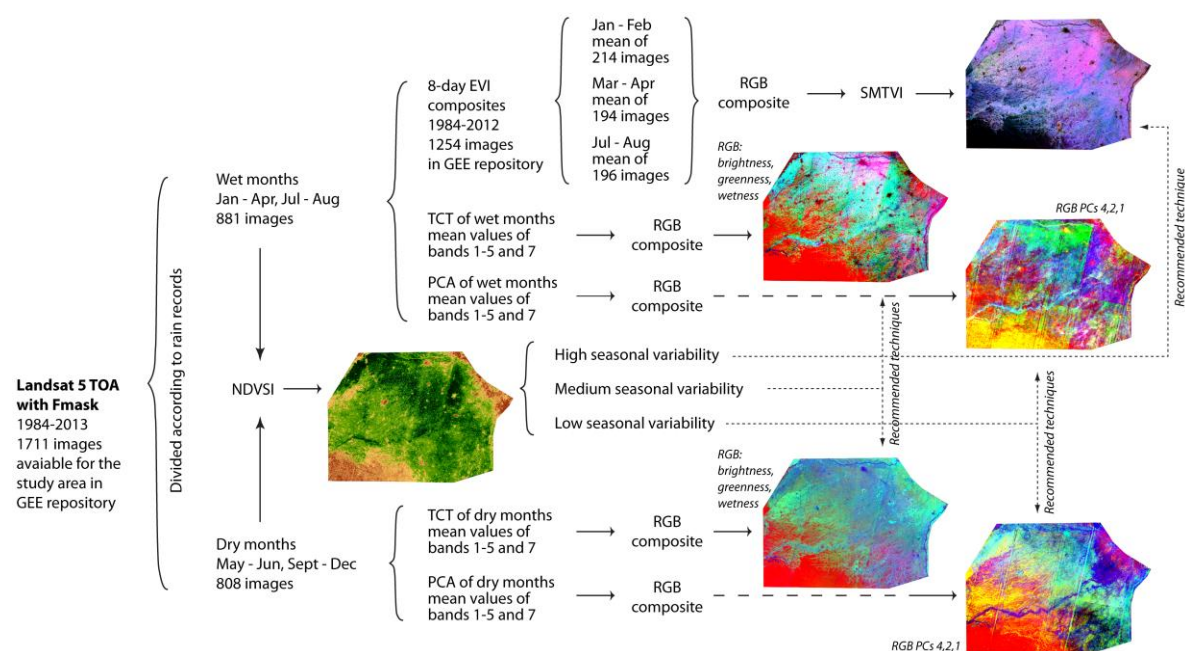 Landsat 5 TOA
with Fmask
1984-2013
1711 images
avaiable for the
study area in
GEE repository
Divided according to rain records
Wet months
Jan - Apr, Jul - Aug
881 images
NDVSI
Dry months
May - Jun, Sept - Dec
808 images
8-day EVI
composites
1984-2012
1254 images
in GEE repository
Jan - Feb
mean of
214 images
Mar - Apr
mean of
194 images
Jul - Aug
mean of
196 images
RGB
composite
SMTVI
TCT of wet months
mean values of
bands 1-5 and 7
RGB
composite
RGB:
brightness,
greenness,
wetness
PCA of wet months
mean values of
bands 1-5 and 7
RGB
composite
RGB PCs 4,2,1
High seasonal variability
Medium seasonal variability
Low seasonal variability
Recommended technique
Recommended techniques
Recommended techniques
TCT of dry months
mean values of
bands 1-5 and 7
RGB
composite
RGB:
brightness,
greenness,
wetness
PCA of dry months
mean values of
bands 1-5 and 7
RGB
composite
RGB PCs 4,2,1